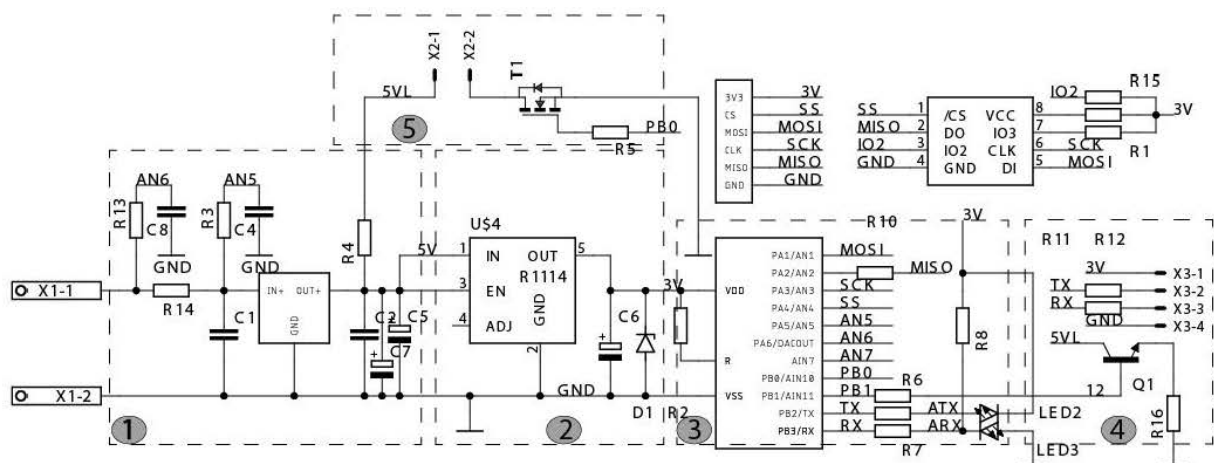 X2-1
X2-2
T1
5VL
5
PB0
R5
3V3
CS
MOSI
CLK
MISO
GND
3V
SS
MOSI
SCK
MISO
GND
SS
MISO
IO2
GND
1
2
3
4
/CS
DO
IO2
GND
VCC
IO3
CLK
DI
8
7
6
5
IO2
SCK
MOSI
R15
3V
R1
AN6
R13
C8
GND
AN5
R3
C4
GND
X1-1
R14
C1
IN+
OUT+
GND
R4
5V
C2
C5
C7
X1-2
1
U$4
1
IN
OUT
5
R1114
3
EN
GND
4
ADJ
2
C6
GND
D1
2
3V
R2
3
VDD
R
VSS
PA1/AN1
PA2/AN2
PA3/AN3
PA4/AN4
PA5/AN5
PA6/DACOUT
AIN7
PB0/AIN10
PB1/AIN11
PB2/TX
PB3/RX
MOSI
R10
MISO
SCK
SS
AN5
AN6
AN7
PB0
PB1
TX
RX
R6
ATX
ARX
R7
3V
R8
LED2
LED3
R11
R12
3V
TX
RX
GND
X3-1
X3-2
X3-3
X3-4
5VL
12
Q1
R16
4